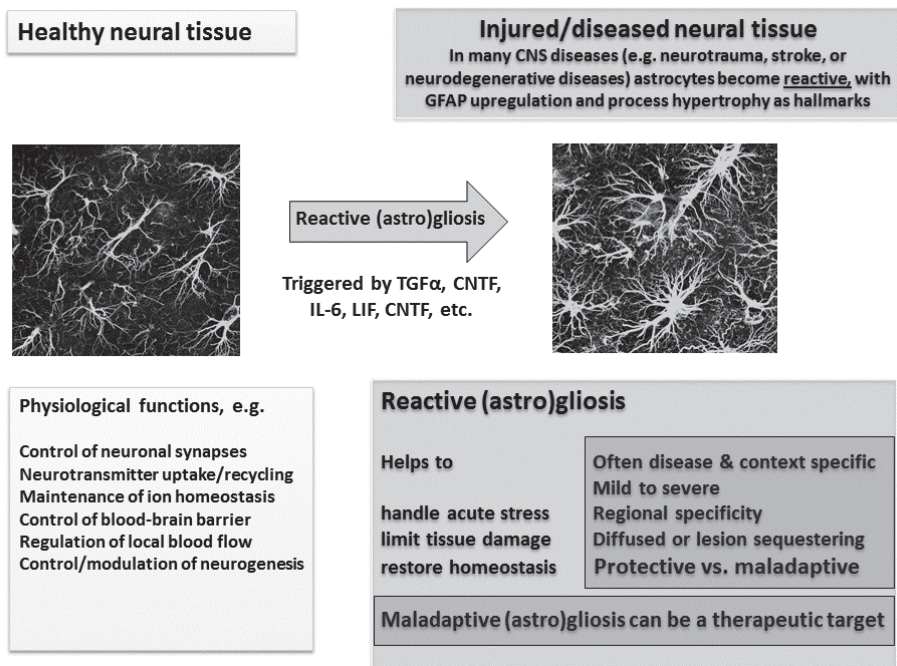 Healthy neural tissue
Injured/diseased neural tissue
In many CNS diseases (e.g. neurotrauma, stroke, or
neurodegenerative diseases) astrocytes become reactive, with
GFAP upregulation and process hypertrophy as hallmarks
Reactive (astro)gliosis
Triggered by TGFα, CNTF,
IL-6, LIF, CNTF, etc.
Physiological functions, e.g.
Control of neuronal synapses
Neurotransmitter uptake/recycling
Maintenance of ion homeostasis
Control of blood-brain barrier
Regulation of local blood flow
Control/modulation of neurogenesis
Reactive (astro)gliosis
Helps to
handle acute stress
limit tissue damage
restore homeostasis
Often disease & context specific
Mild to severe
Regional specificity
Diffused or lesion sequestering
Protective vs. maladaptive
Maladaptive (astro)gliosis can be a therapeutic target